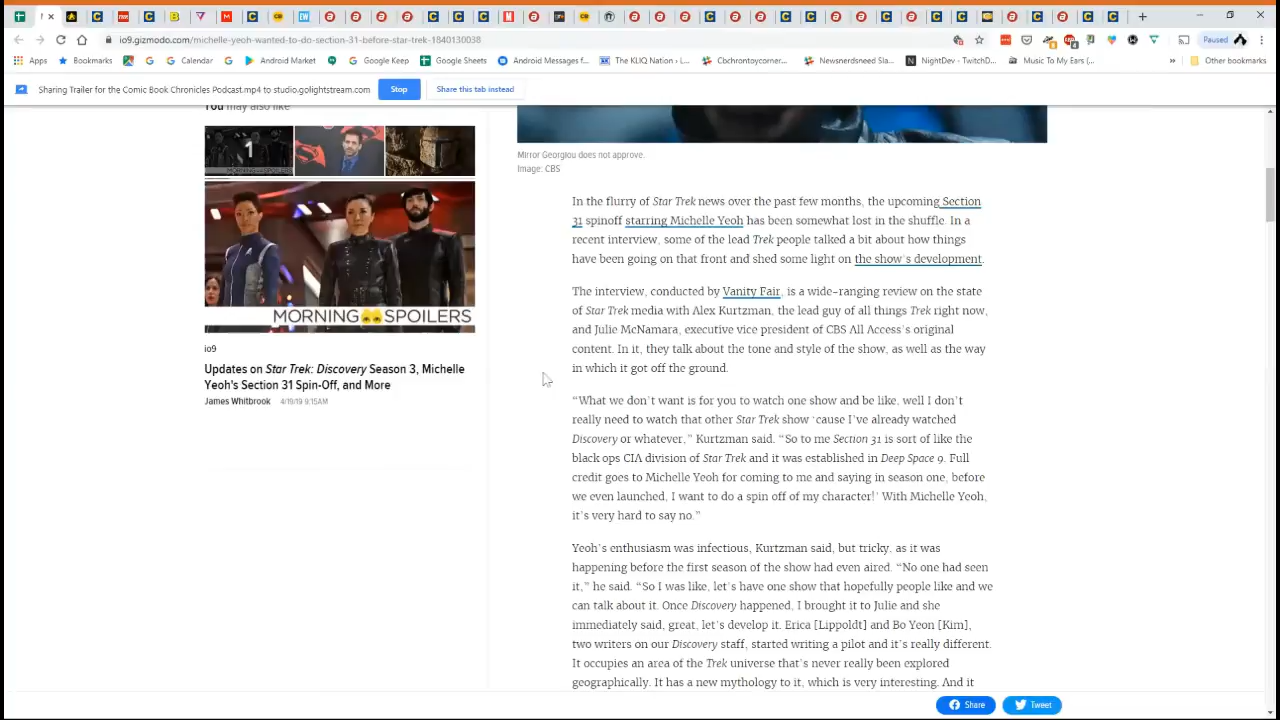 io9.gizmodo.com/michelle-yeoh-wanted-to-do-section-31-before-star-trek-1840130038
Paused
Apps
Bookmarks
Calendar
Android Market
Google Keep
Google Sheets
Android Messages f...
The KLIQ Nation › L...
Cbchrontoycorner...
Newsnerdsneed Sla...
NightDev - TwitchD...
Music To My Ears (...
»
Other bookmarks
Sharing Trailer for the Comic Book Chronicles Podcast.mp4 to studio.golightstream.com
Stop
Share this tab instead
You may also like
1
MORNING SPOILERS
MORNING SPOILERS
io9
Updates on Star Trek: Discovery Season 3, Michelle
Yeoh's Section 31 Spin-Off, and More
James Whitbrook 4/19/19 9:15AM
Mirror Georgiou does not approve.
Image: CBS
In the flurry of Star Trek news over the past few months, the upcoming Section
31 spinoff starring Michelle Yeoh has been somewhat lost in the shuffle. In a
recent interview, some of the lead Trek people talked a bit about how things
have been going on that front and shed some light on the show's development.
The interview, conducted by Vanity Fair, is a wide-ranging review on the state
of Star Trek media with Alex Kurtzman, the lead guy of all things Trek right now,
and Julie McNamara, executive vice president of CBS All Access's original
content. In it, they talk about the tone and style of the show, as well as the way
in which it got off the ground.
“What we don't want is for you to watch one show and be like, well I don't
really need to watch that other Star Trek show ‘cause I've already watched
Discovery or whatever,” Kurtzman said. “So to me Section 31 is sort of like the
black ops CIA division of Star Trek and it was established in Deep Space 9. Full
credit goes to Michelle Yeoh for coming to me and saying in season one, before
we even launched, I want to do a spin off of my character!' With Michelle Yeoh,
it's very hard to say no.”
Yeoh's enthusiasm was infectious, Kurtzman said, but tricky, as it was
happening before the first season of the show had even aired. “No one had seen
it,” he said. “So I was like, let's have one show that hopefully people like and we
can talk about it. Once Discovery happened, I brought it to Julie and she
immediately said, great, let's develop it. Erica [Lippoldt] and Bo Yeon [Kim],
two writers on our Discovery staff, started writing a pilot and it's really different.
It occupies an area of the Trek universe that's never really been explored
geographically. It has a new mythology to it, which is very interesting. And it
Share
Tweet